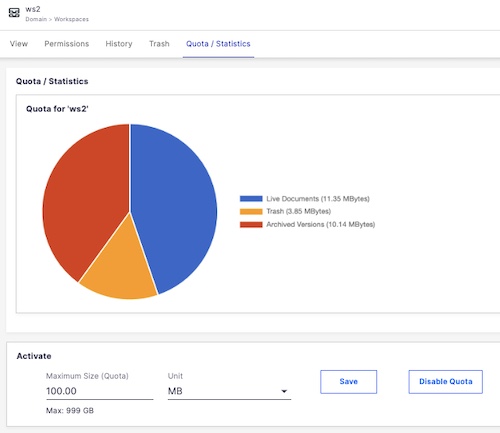 ws2
Domain > Workspaces
View Permissions History Trash Quota / Statistics
Quota / Statistics
Quota for 'ws2'
Live Documents (11.35 MBytes)
Trash (3.85 MBytes)
Archived Versions (10.14 MBytes)
Activate
Maximum Size (Quota) Unit
100.00 MB Save Disable Quota
Max: 999 GB